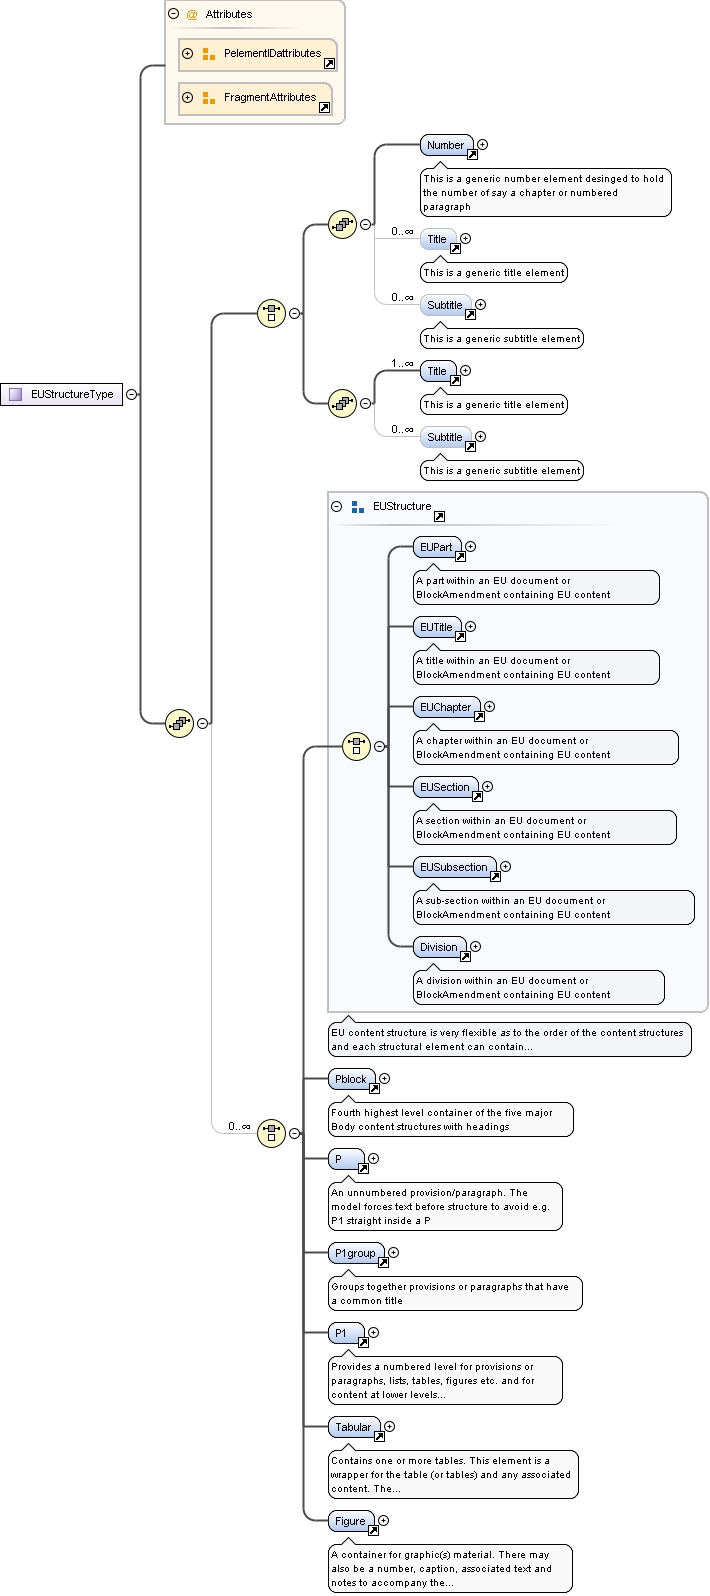 @ Attributes
PelementIDattributes
FragmentAttributes
Number
This is a generic number element desinged to hold
the number of say a chapter or numbered
paragraph
0..∞
Title
This is a generic title element
0..∞
Subtitle
This is a generic subtitle element
1..∞
Title
This is a generic title element
0..∞
Subtitle
This is a generic subtitle element
EUStructureType
EUStructure
EUPart
A part within an EU document or
BlockAmendment containing EU content
EUTitle
A title within an EU document or
BlockAmendment containing EU content
EUChapter
A chapter within an EU document or
BlockAmendment containing EU content
EUSection
A section within an EU document or
BlockAmendment containing EU content
EUSubsection
A sub-section within an EU document or
BlockAmendment containing EU content
Division
A division within an EU document or
BlockAmendment containing EU content
EU content structure is very flexible as to the order of the content structures
and each structural element can contain...
0..∞
Pblock
Fourth highest level container of the five major
Body content structures with headings
P
An unnumbered provision/paragraph. The
model forces text before structure to avoid e.g.
P1 straight inside a P
P1group
Groups together provisions or paragraphs that have
a common title
P1
Provides a numbered level for provisions or
paragraphs, lists, tables, figures etc. and for
content at lower levels...
Tabular
Contains one or more tables. This element is a
wrapper for the table (or tables) and any associated
content. The...
Figure
A container for graphic(s) material. There may
also be a number, caption, associated text and
notes to accompany the...